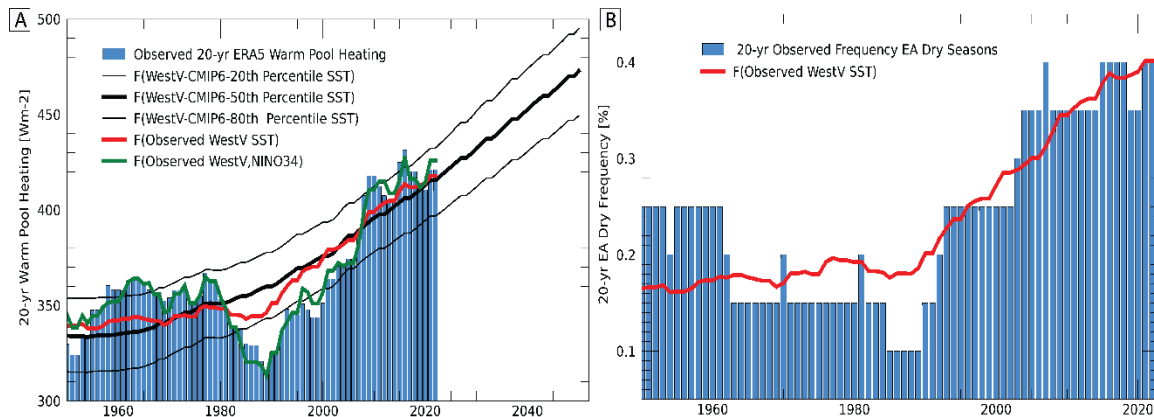 A
500
450
400
350
300
20-yr Warm Pool Heating [Wm-2]
Observed 20-yr ERA5 Warm Pool Heating
F(WestV-CMIP6-20th Percentile SST)
F(WestV-CMIP6-50th Percentile SST)
F(WestV-CMIP6-80th Percentile SST)
F(Observed WestV SST)
F(Observed WestV,NINO34)
1960 1980 2000 2020 2040
B
0.4
0.3
0.2
0.1
20-yr EA Dry Frequency [%]
20-yr Observed Frequency EA Dry Seasons
F(Observed WestV SST)
1960 1980 2000 2020